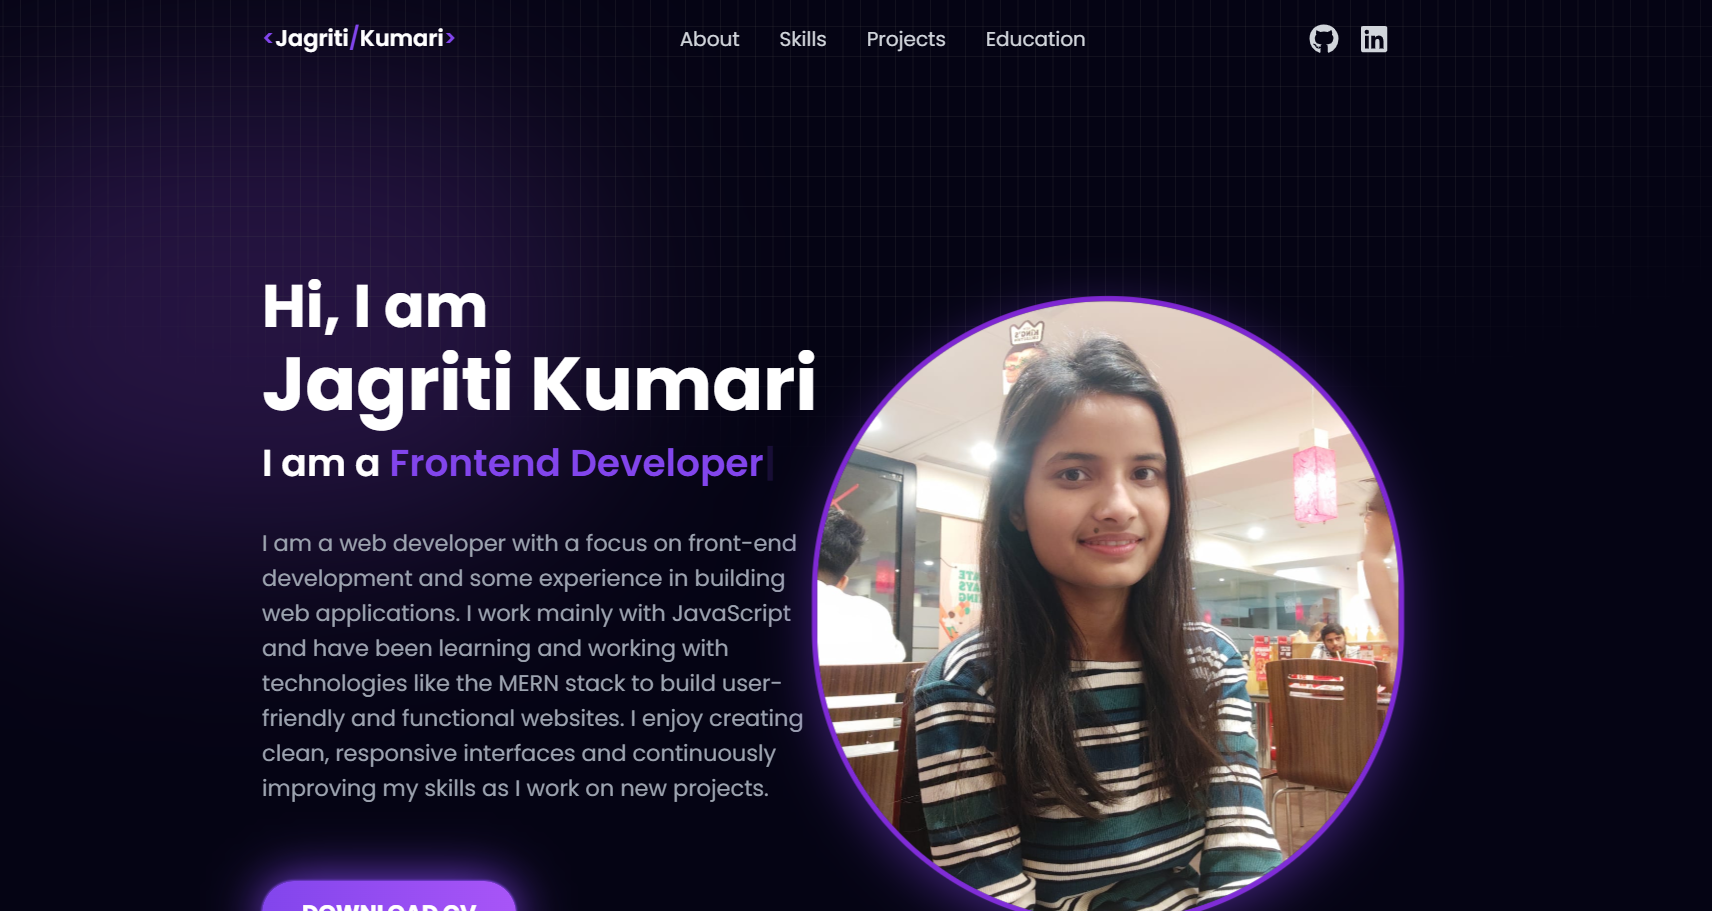 <Jagriti/Kumari>
About Skills Projects Education
Hi, I am
Jagriti Kumari
I am a Frontend Developer
I am a web developer with a focus on front-end
development and some experience in building
web applications. I work mainly with JavaScript
and have been learning and working with
technologies like the MERN stack to build user-
friendly and functional websites. I enjoy creating
clean, responsive interfaces and continuously
improving my skills as I work on new projects.
DOWNLOAD CV